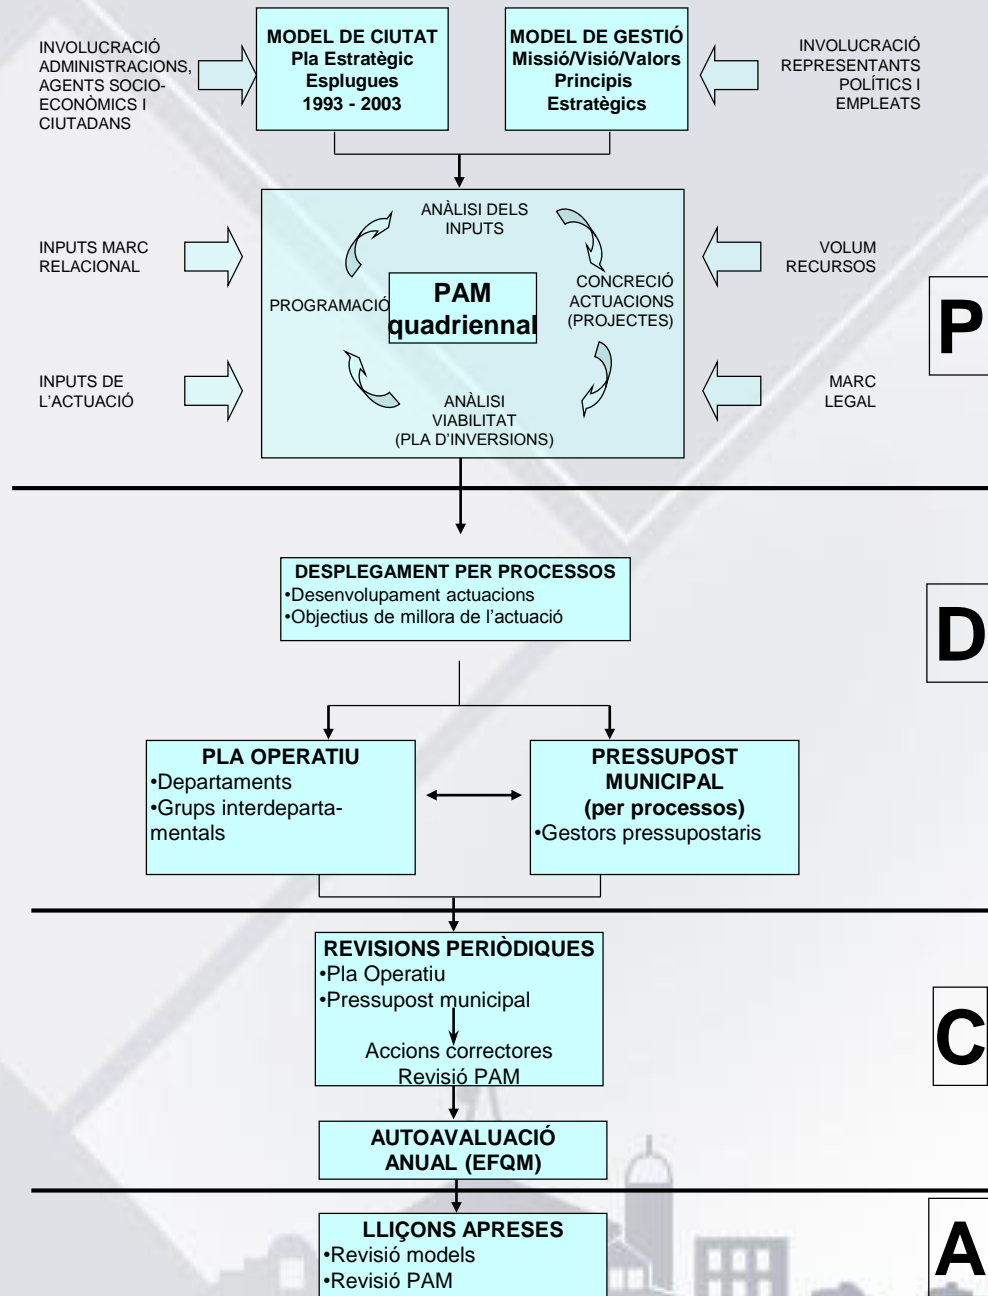 INVOLUCRACIÓ
ADMINISTRACIONS,
AGENTS SOCIO-
ECONÒMICS I
CIUTADANS
MODEL DE CIUTAT
Pla Estratègic
Esplugues
1993 - 2003
MODEL DE GESTIÓ
Missió/Visió/Valors
Principis
Estratègics
INVOLUCRACIÓ
REPRESENTANTS
POLÍTICS I
EMPLEATS
INPUTS MARC
RELACIONAL
ANÀLISI DELS
INPUTS
PROGRAMACIÓ
PAM
quadriennal
CONCRECIÓ
ACTUACIONS
(PROJECTES)
VOLUM
RECURSOS
P
INPUTS DE
L’ACTUACIÓ
ANÀLISI
VIABILITAT
(PLA D’INVERSIONS)
MARC
LEGAL
DESPLEGAMENT PER PROCESSOS
•Desenvolupament actuacions
•Objectius de millora de l’actuació
D
PLA OPERATIU
•Departaments
•Grups interdeparta-
mentals
PRESSUPOST
MUNICIPAL
(per processos)
•Gestors pressupostaris
REVISIONS PERIÒDIQUES
•Pla Operatiu
•Pressupost municipal
Accions correctores
Revisió PAM
C
AUTOAVALUACIÓ
ANUAL (EFQM)
LLIÇONS APRESES
•Revisió models
•Revisió PAM
A